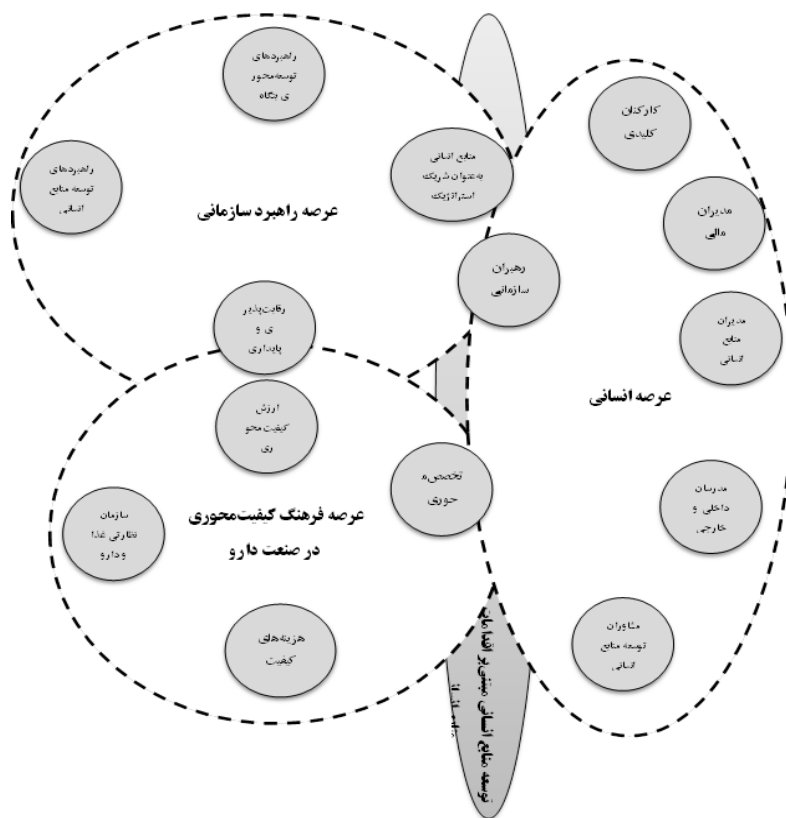 راهبردهای
توسعه‌محور
ی بنگاه
کارکنان
کلیدی
منابع انسانی
به‌عنوان شریک
استراتژیک
راهبردهای
توسعه منابع
انسانی
عرصه راهبرد سازمانی
مدیران
مالی
رهبران
سازمانی
رقابت‌پذیر
ی و
پایداری
مدیران
منابع
انسانی
عرصه انسانی
ارزش
کیفیت محو
ری
تخصص‌م
حوری
مدرسان
داخلی و
خارجی
عرصه فرهنگ کیفیت‌محوری
در صنعت دارو
سازمان
نظارتی غذا
و دارو
هزینه‌های
کیفیت
مشاوران
توسعه منابع
انسانی
توسعه منابع انسانی مبتنی‌بر اقدامات